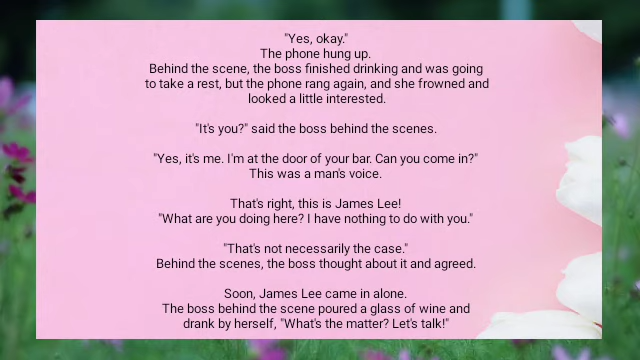 "Yes, okay."
The phone hung up.
Behind the scene, the boss finished drinking and was going
to take a rest, but the phone rang again, and she frowned and
looked a little interested.
"It's you?" said the boss behind the scenes.
"Yes, it's me. I'm at the door of your bar. Can you come in?"
This was a man's voice.
That's right, this is James Lee!
"What are you doing here? I have nothing to do with you."
"That's not necessarily the case."
Behind the scenes, the boss thought about it and agreed.
Soon, James Lee came in alone.
The boss behind the scene poured a glass of wine and
drank by herself, "What's the matter? Let's talk!"